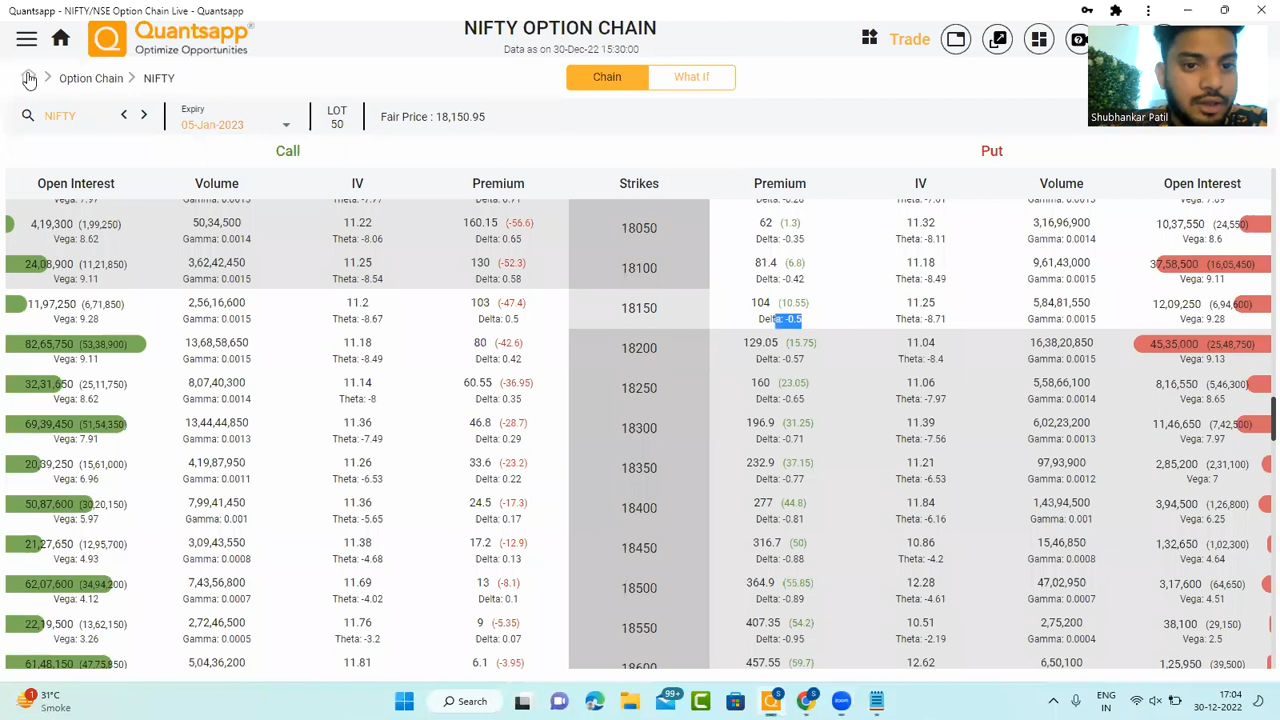 Quantsapp - NIFTY/NSE Option Chain Live - Quantsapp
Quantsapp®
Optimize Opportunities
NIFTY OPTION CHAIN
Data as on 30-Dec-22 15:30:00
Trade
Shubhankar Patil
Option Chain > NIFTY
Chain What If
NIFTY
Expiry
05-Jan-2023
LOT
50
Fair Price : 18,150.95
Call Put
Open Interest Volume IV Premium Strikes Premium IV Volume Open Interest
Vega: 7.97 Theta: -7.77 Delta: 0.71 Delta: -0.28 Theta: -7.81 Gamma: 0.0013 Vega: 7.89
4,19,300 (1,99,250) 50,34,500 11.22 160.15 (-56.6) 18050 62 (1.3) 11.32 3,16,96,900 10,37,550 (24,550)
Vega: 8.62 Gamma: 0.0014 Theta: -8.06 Delta: 0.65 Delta: -0.35 Theta: -8.11 Gamma: 0.0014 Vega: 8.6
24,08,900 (11,21,850) 3,62,42,450 11.25 130 (-52.3) 18100 81.4 (6.8) 11.18 9,61,43,000 37,58,500 (16,05,450)
Vega: 9.11 Gamma: 0.0015 Theta: -8.54 Delta: 0.58 Delta: -0.42 Theta: -8.49 Gamma: 0.0015 Vega: 9.11
11,97,250 (6,71,850) 2,56,16,600 11.2 103 (-47.4) 18150 104 (10.55) 11.25 5,84,81,550 12,09,250 (6,94,600)
Vega: 9.28 Gamma: 0.0015 Theta: -8.67 Delta: 0.5 Delta: -0.5 Theta: -8.71 Gamma: 0.0015 Vega: 9.28
82,65,750 (53,38,900) 13,68,58,650 11.18 80 (-42.6) 18200 129.05 (15.75) 11.04 16,38,20,850 45,35,000 (25,48,750)
Vega: 9.11 Gamma: 0.0015 Theta: -8.49 Delta: 0.42 Delta: -0.57 Theta: -8.4 Gamma: 0.0015 Vega: 9.13
32,31,650 (25,11,750) 8,07,40,300 11.14 60.55 (-36.95) 18250 160 (23.05) 11.06 5,58,66,100 8,16,550 (5,46,300)
Vega: 8.62 Gamma: 0.0014 Theta: -8 Delta: 0.35 Delta: -0.65 Theta: -7.97 Gamma: 0.0014 Vega: 8.65
69,39,450 (51,54,350) 13,44,44,850 11.36 46.8 (-28.7) 18300 196.9 (31.25) 11.39 6,02,23,200 11,46,650 (7,42,500)
Vega: 7.91 Gamma: 0.0013 Theta: -7.49 Delta: 0.29 Delta: -0.71 Theta: -7.56 Gamma: 0.0013 Vega: 7.97
20,39,250 (15,61,000) 4,19,87,950 11.26 33.6 (-23.2) 18350 232.9 (37.15) 11.21 97,93,900 2,85,200 (2,31,100)
Vega: 6.96 Gamma: 0.0011 Theta: -6.53 Delta: 0.22 Delta: -0.77 Theta: -6.53 Gamma: 0.0012 Vega: 7
50,87,600 (30,20,150) 7,99,41,450 11.36 24.5 (-17.3) 18400 277 (44.8) 11.84 1,43,94,500 3,94,500 (1,26,800)
Vega: 5.97 Gamma: 0.001 Theta: -5.65 Delta: 0.17 Delta: -0.81 Theta: -6.16 Gamma: 0.001 Vega: 6.25
21,27,650 (12,95,700) 3,09,43,550 11.38 17.2 (-12.9) 18450 316.7 (50) 10.86 15,46,850 1,32,650 (1,02,300)
Vega: 4.93 Gamma: 0.0008 Theta: -4.68 Delta: 0.13 Delta: -0.88 Theta: -4.2 Gamma: 0.0008 Vega: 4.64
62,07,600 (34,94,200) 7,43,56,800 11.69 13 (-8.1) 18500 364.9 (55.85) 12.28 47,02,950 3,17,600 (64,650)
Vega: 4.12 Gamma: 0.0007 Theta: -4.02 Delta: 0.1 Delta: -0.89 Theta: -4.61 Gamma: 0.0007 Vega: 4.51
22,19,500 (13,62,150) 2,72,46,500 11.76 9 (-5.35) 18550 407.35 (54.2) 10.51 2,75,200 38,100 (29,150)
Vega: 3.26 Gamma: 0.0005 Theta: -3.2 Delta: 0.07 Delta: -0.95 Theta: -2.19 Gamma: 0.0004 Vega: 2.5
61,48,150 (47,75,850) 5,04,36,200 11.81 6.1 (-3.95) 18600 457.55 (59.7) 12.62 6,50,100 1,25,950 (39,500)
1
31°C
Smoke
Search
99+
S
S
ENG
IN
17:04
30-12-2022